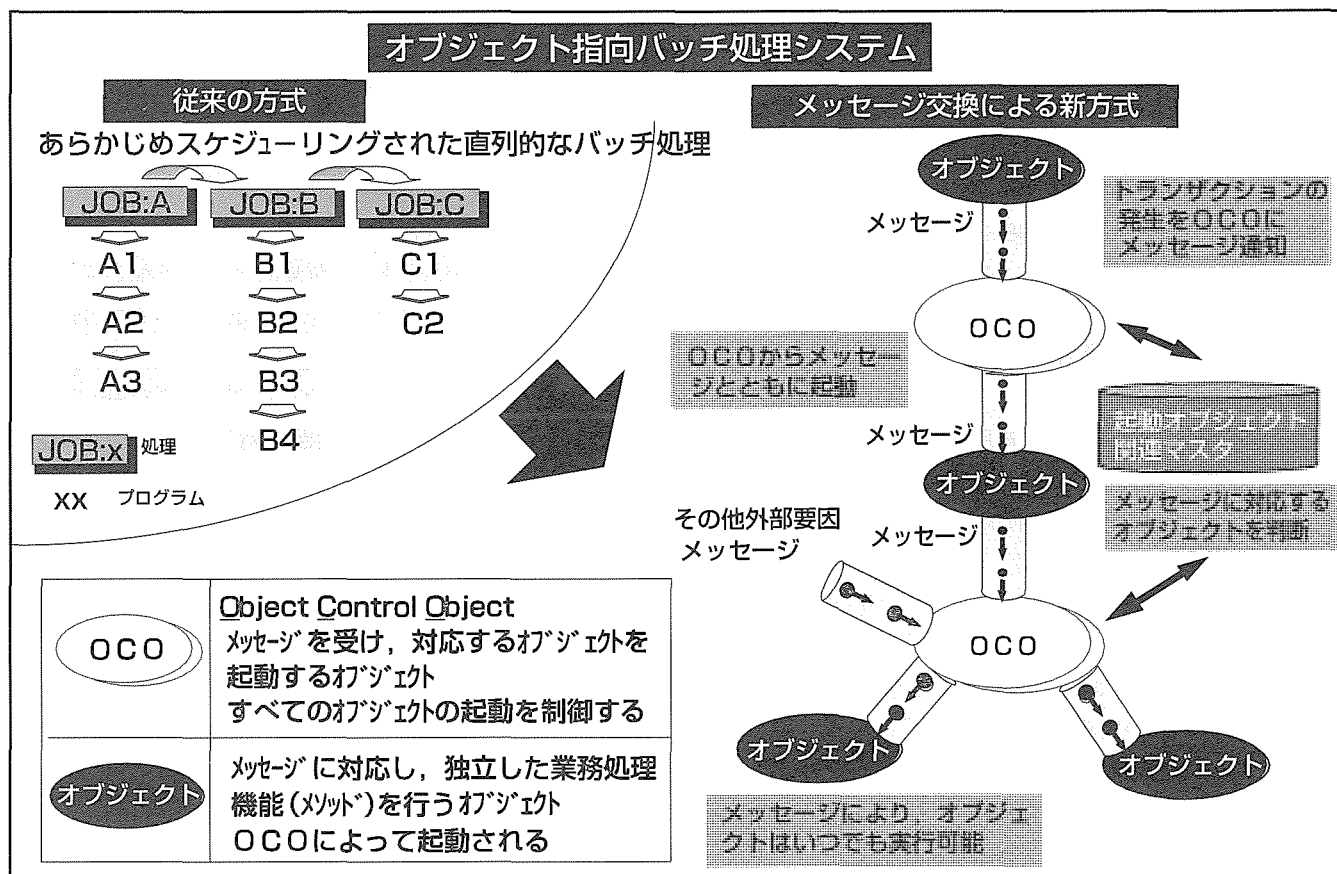 オブジェクト指向バッチ処理システム
従来の方式
あらかじめスケジューリングされた直列的なバッチ処理
JOB:A
JOB:B
JOB:C
A1
B1
C1
A2
B2
C2
A3
B3
B4
JOB:x 処理
xx プログラム
メッセージ交換による新方式
オブジェクト
メッセージ
トランザクションの
発生をOCOに
メッセージ通知
OCO
OCOからメッセー
ジとともに起動
メッセージ
起動オブジェクト
関連マスタ
オブジェクト
メッセージに対応する
オブジェクトを判断
その他外部要因
メッセージ
メッセージ
OCO
オブジェクト
オブジェクト
メッセージにより，オブジェ
クトはいつでも実行可能
OCO
Object Control Object
メッセージを受け，対応するオブジェクトを
起動するオブジェクト
すべてのオブジェクトの起動を制御する
オブジェクト
メッセージに対応し，独立した業務処理
機能(メソッド)を行うオブジェクト
OCOによって起動される